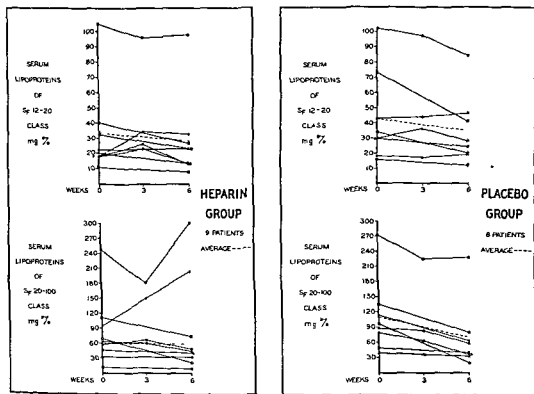 100
90
80
SERUM
70
LIPOPROTEINS
60
OF
50
SF 12-20
40
CLASS
30
mg %
20
10
WEEKS 0 3 6
HEPARIN
GROUP
9 PATIENTS
AVERAGE ----
300
270
240
SERUM
210
LIPOPROTEINS
180
OF
150
SF 20-100
120
CLASS
90
mg %
60
30
WEEKS 0 3 6
100
90
80
SERUM
70
LIPOPROTEINS
60
OF
50
SF 12-20
40
CLASS
30
mg %
20
10
WEEKS 0 3 6
PLACEBO
GROUP
8 PATIENTS
AVERAGE ----
300
270
240
SERUM
210
LIPOPROTEINS
180
OF
150
SF 20-100
120
CLASS
90
mg %
60
30
WEEKS 0 3 6